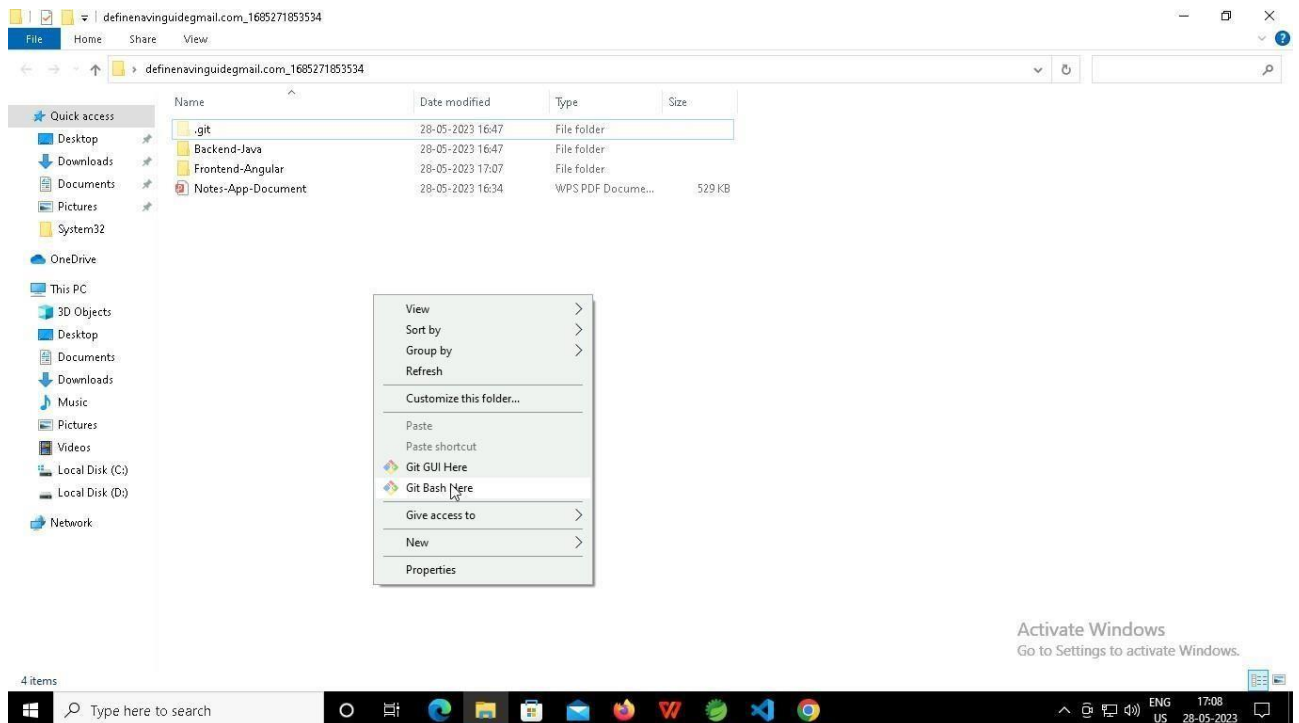 definenavinguidegmail.com_1685271853534
File Home Share View
definenavinguidegmail.com_1685271853534
Name Date modified Type Size
.git 28-05-2023 16:47 File folder
Backend-Java 28-05-2023 16:47 File folder
Frontend-Angular 28-05-2023 17:07 File folder
Notes-App-Document 28-05-2023 16:34 WPS PDF Docume... 529 KB
Quick access
Desktop
Downloads
Documents
Pictures
System32
OneDrive
This PC
3D Objects
Desktop
Documents
Downloads
Music
Pictures
Videos
Local Disk (C:)
Local Disk (D:)
Network
View
Sort by
Group by
Refresh
Customize this folder...
Paste
Paste shortcut
Git GUI Here
Git Bash Here
Give access to
New
Properties
Activate Windows
Go to Settings to activate Windows.
4 items
Type here to search
ENG 17:08
US 28-05-2023